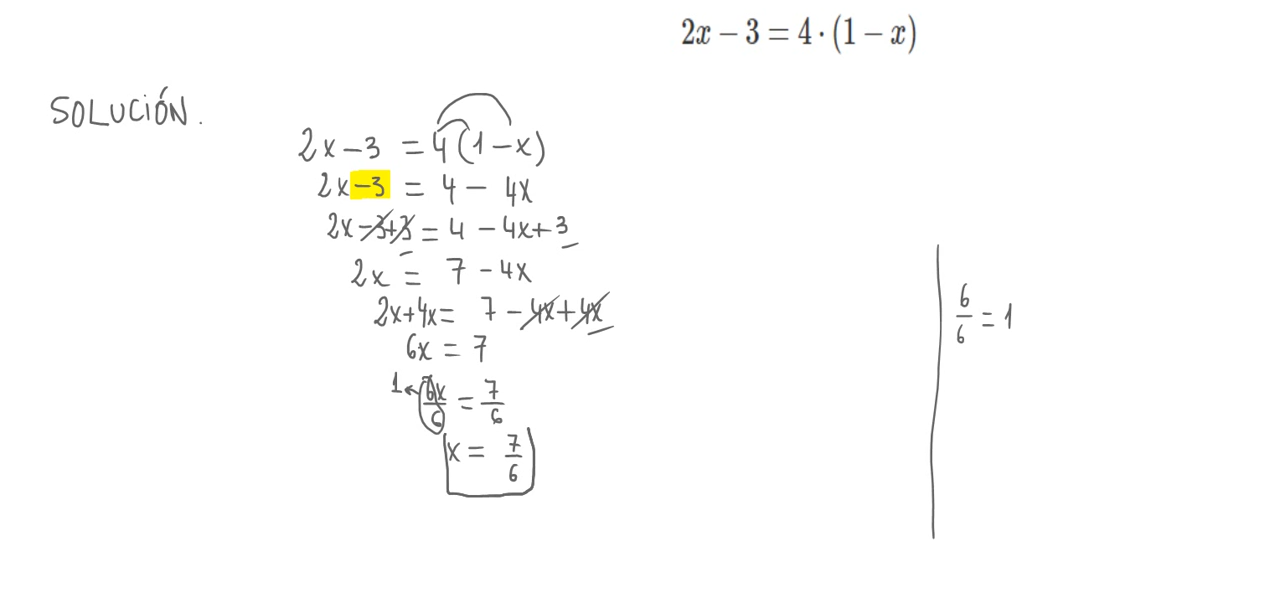 2x − 3 = 4 · (1 − x)
SOLUCIÓN.
2x − 3 = 4(1 − x)
2x − 3 = 4 − 4x
2x − 3 + 3 = 4 − 4x + 3
2x = 7 − 4x
2x + 4x = 7 − 4x + 4x
6x = 7
1 6x/6 = 7/6
x = 7/6
6/6 = 1